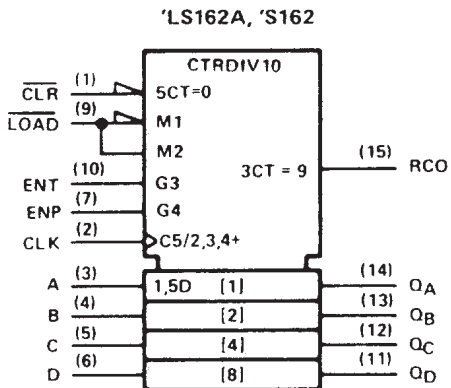 'LS162A, 'S162
CTRDIV10
CLR (1) 5CT=0
LOAD (9) M1
M2
ENT (10) G3 3CT = 9 (15) RCO
ENP (7) G4
CLK (2) C5/2,3,4+
A (3) 1,5D [1] (14) QA
B (4) [2] (13) QB
C (5) [4] (12) QC
D (6) [8] (11) QD